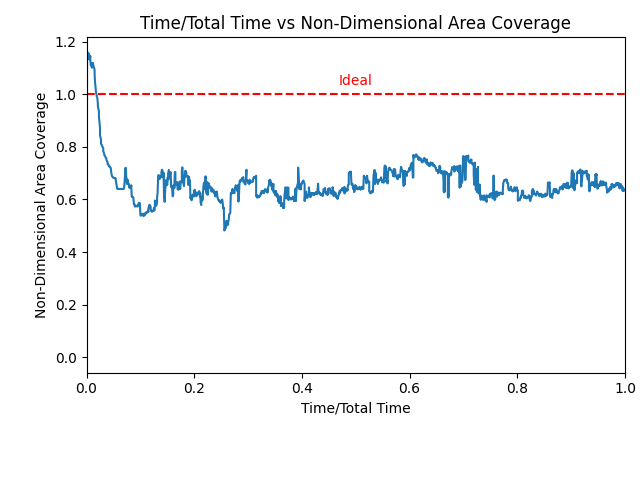 Time/Total Time vs Non-Dimensional Area Coverage
1.2
Ideal
1.0
0.8
0.6
0.4
0.2
0.0
Non-Dimensional Area Coverage
0.0 0.2 0.4 0.6 0.8 1.0
Time/Total Time